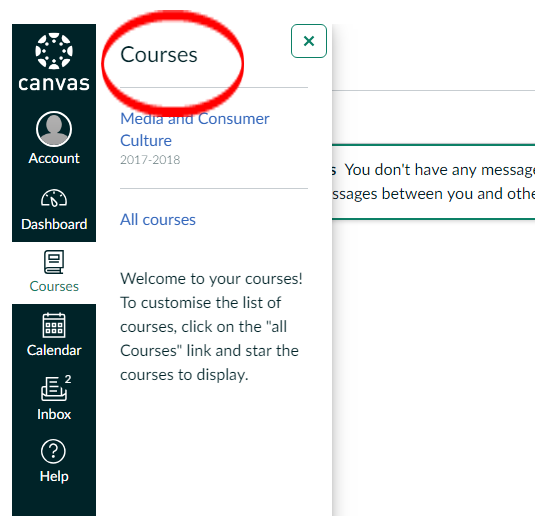 canvas
Account
Dashboard
Courses
Calendar
2
Inbox
Help
Courses
×
Media and Consumer
Culture
2017-2018
All courses
Welcome to your courses!
To customise the list of
courses, click on the "all
Courses" link and star the
courses to display.
s You don't have any message
ssages between you and othe